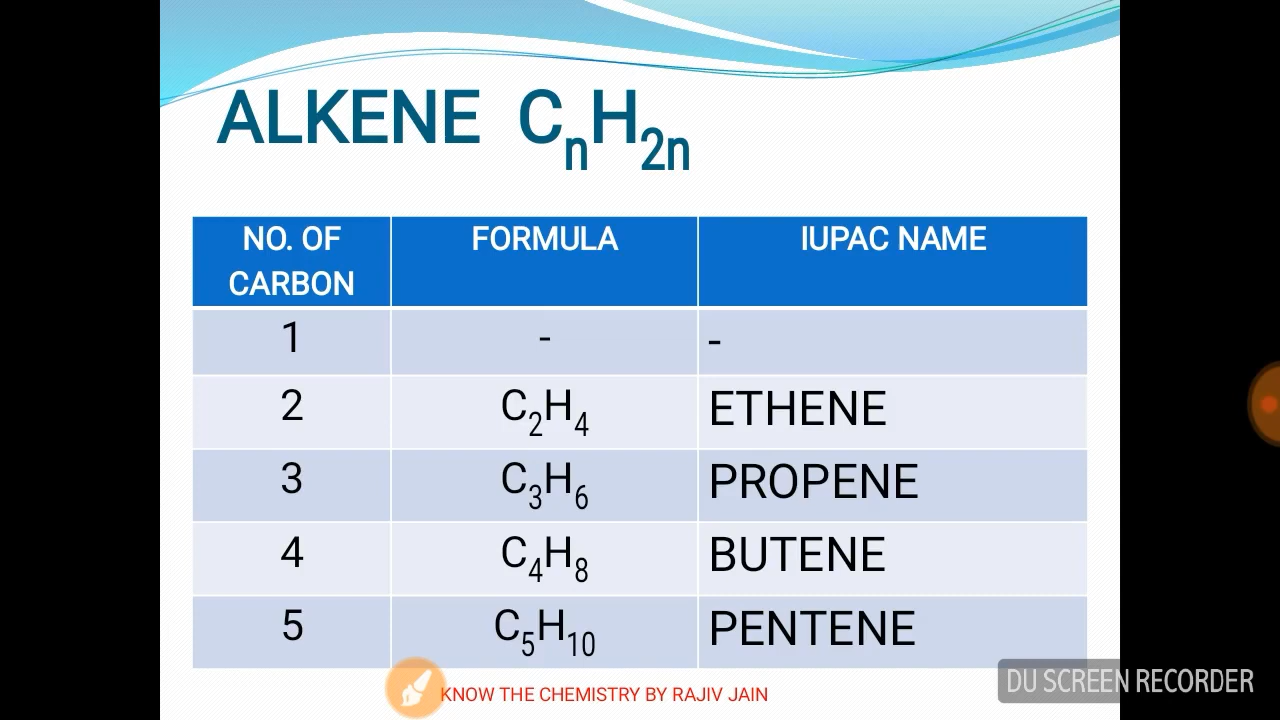 ALKENE CₙH₂ₙ
NO. OF CARBON FORMULA IUPAC NAME
1 - -
2 C₂H₄ ETHENE
3 C₃H₆ PROPENE
4 C₄H₈ BUTENE
5 C₅H₁₀ PENTENE
KNOW THE CHEMISTRY BY RAJIV JAIN
DU SCREEN RECORDER